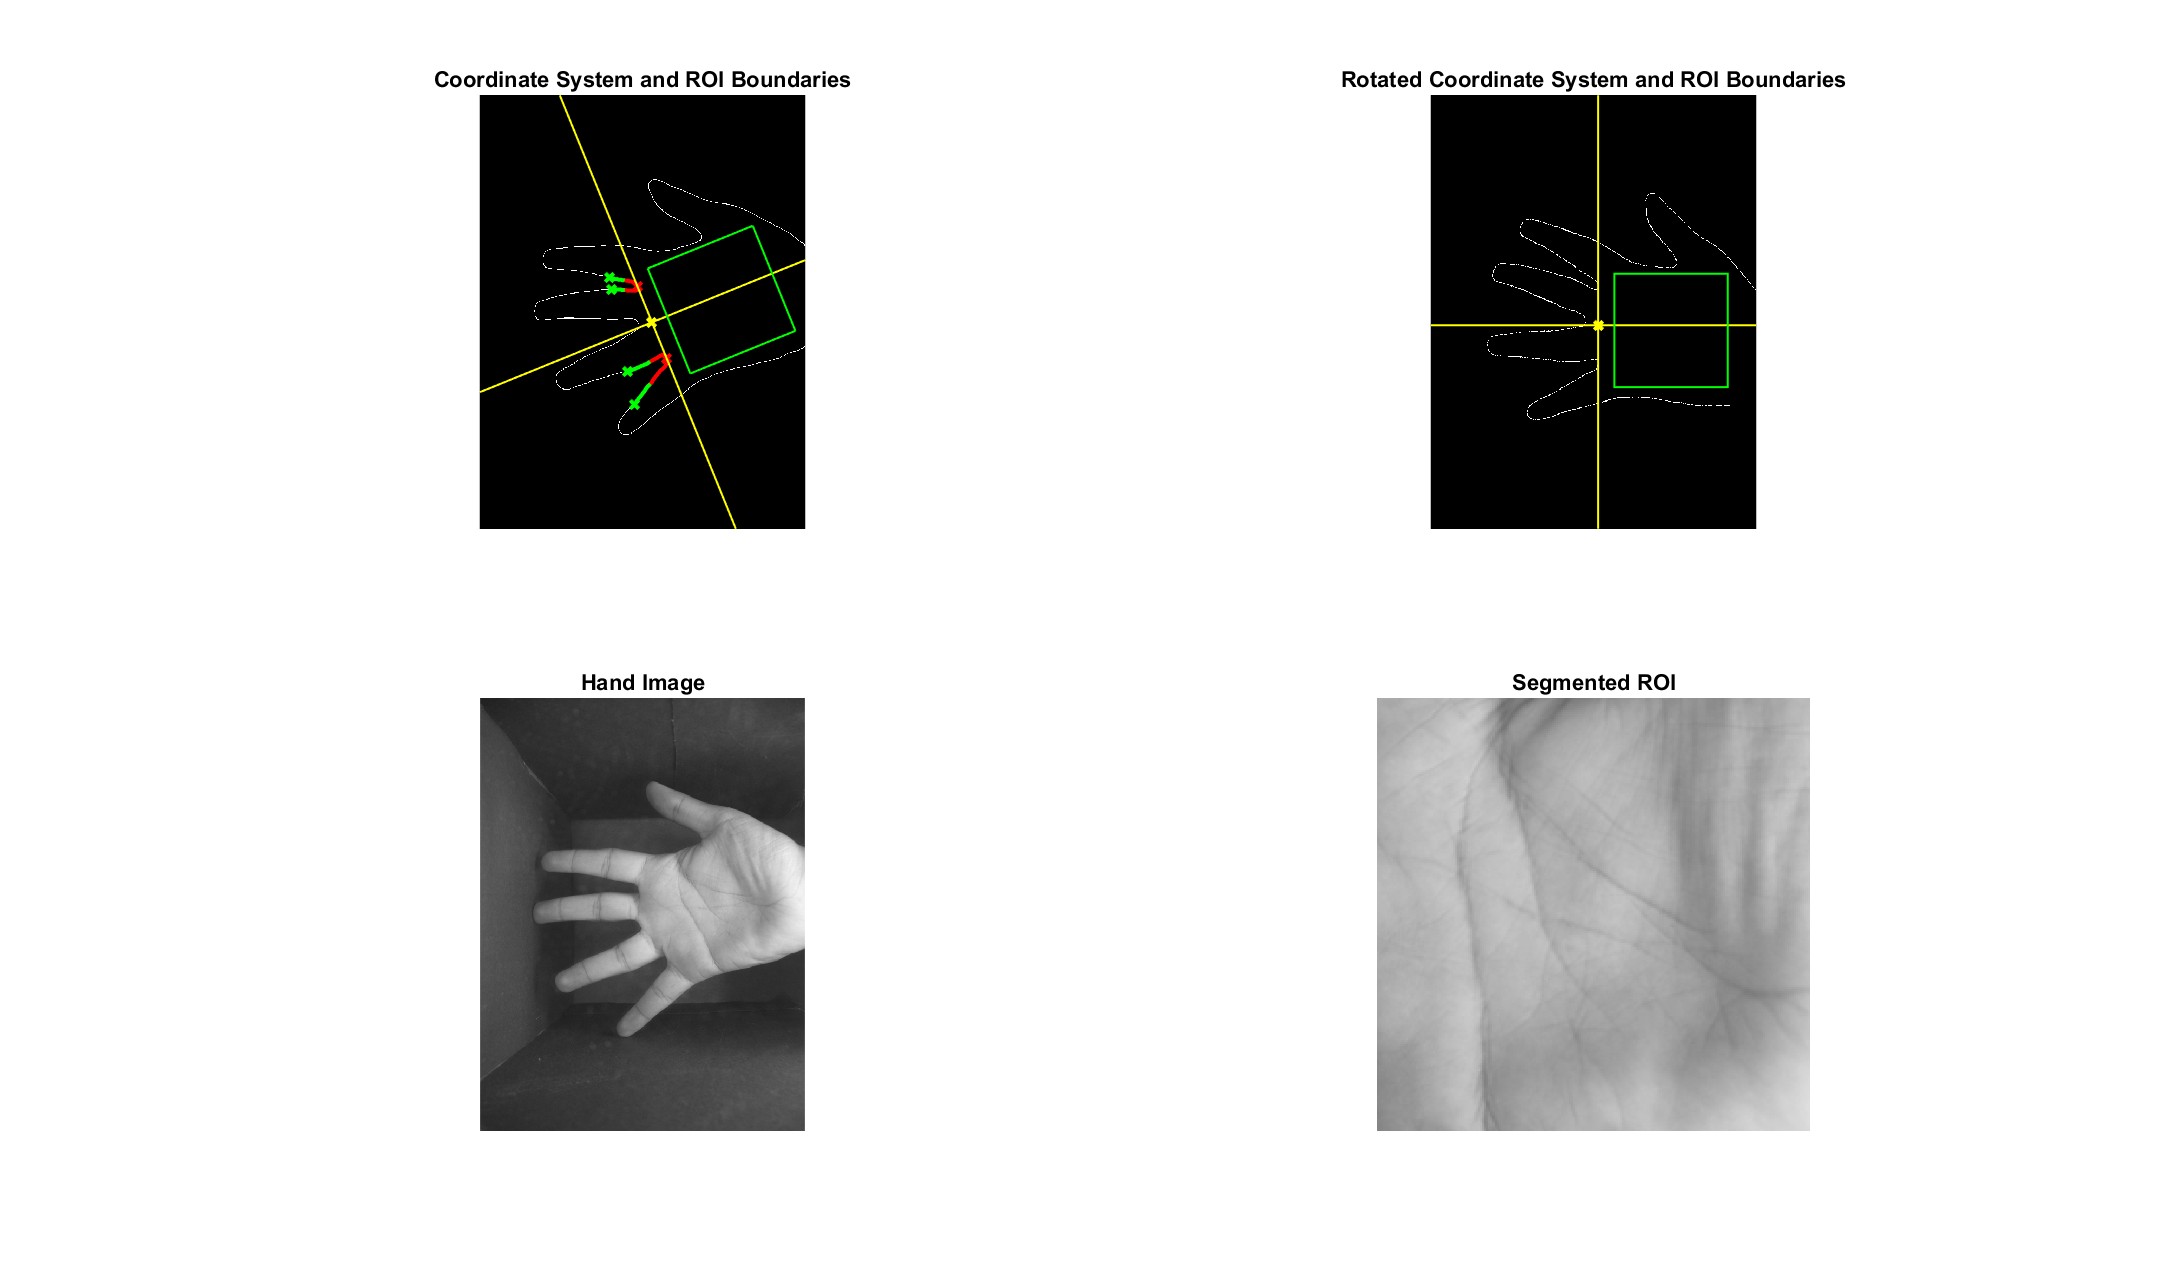 Coordinate System and ROI Boundaries
Rotated Coordinate System and ROI Boundaries
Hand Image
Segmented ROI